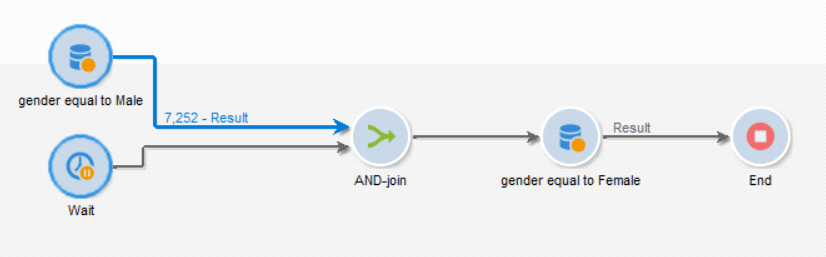 gender equal to Male
7,252 - Result
Wait
AND-join
Result
gender equal to Female
End